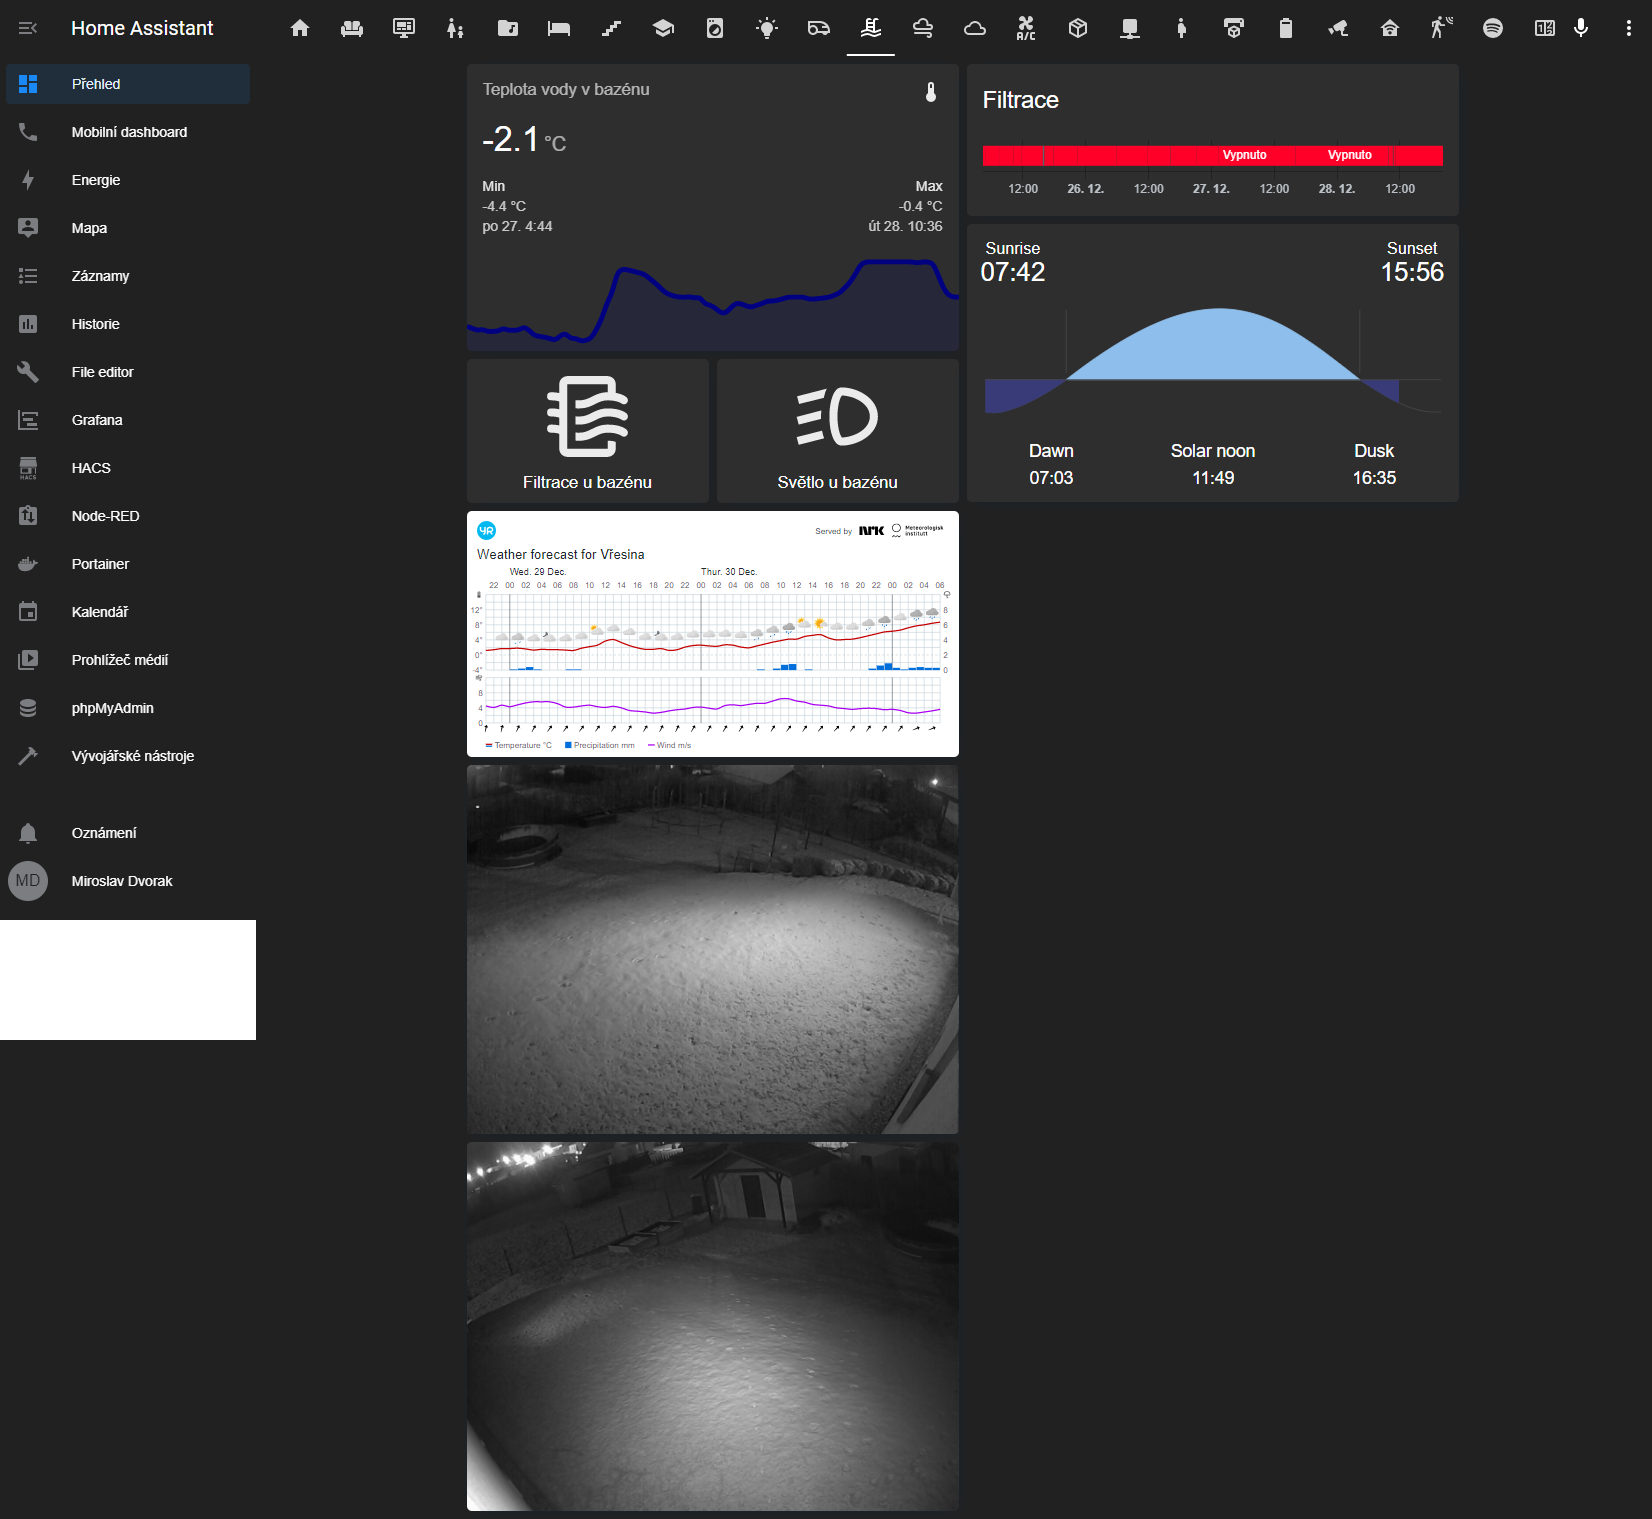 Home Assistant
A/C
Přehled
Mobilní dashboard
Energie
Mapa
Záznamy
Historie
File editor
Grafana
HACS
HACS
Node-RED
Portainer
Kalendář
Prohlížeč médií
phpMyAdmin
Vývojářské nástroje
Oznámení
MD
Miroslav Dvorak
Teplota vody v bazénu
-2.1 °C
Min
Max
-4.4 °C
-0.4 °C
po 27. 4:44
út 28. 10:36
Filtrace u bazénu
Světlo u bazénu
Filtrace
Vypnuto Vypnuto
12:00 26. 12. 12:00 27. 12. 12:00 28. 12. 12:00
Sunrise
Sunset
07:42
15:56
Dawn Solar noon Dusk
07:03 11:49 16:35
YR
Served by NRK Meteorologisk institutt
Weather forecast for Vřesina
Wed. 29 Dec. Thur. 30 Dec.
22 00 02 04 06 08 10 12 14 16 18 20 22 00 02 04 06 08 10 12 14 16 18 20 22 00 02 04 06
12° 8
8° 6
4° 4
0° 2
-4° 0
8
4
0
Temperature °C Precipitation mm Wind m/s